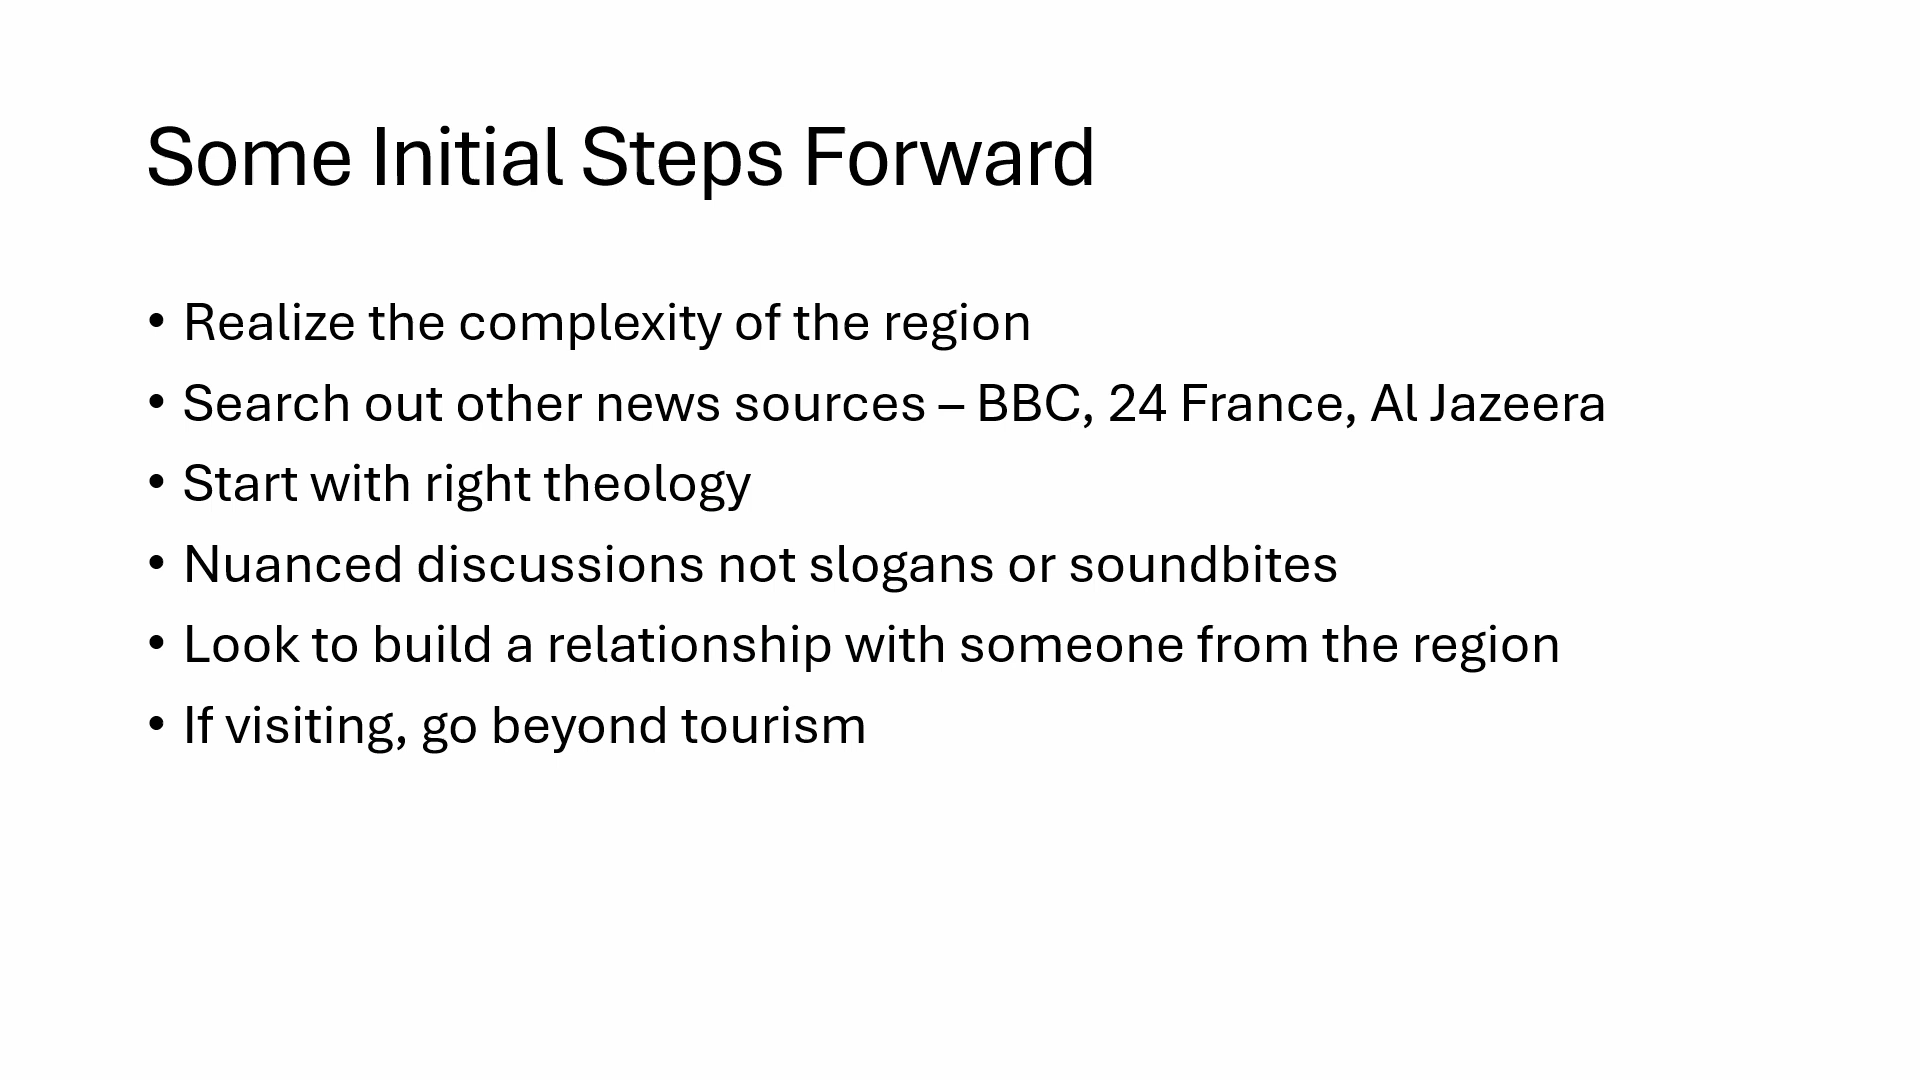 Some Initial Steps Forward
• Realize the complexity of the region
• Search out other news sources – BBC, 24 France, Al Jazeera
• Start with right theology
• Nuanced discussions not slogans or soundbites
• Look to build a relationship with someone from the region
• If visiting, go beyond tourism